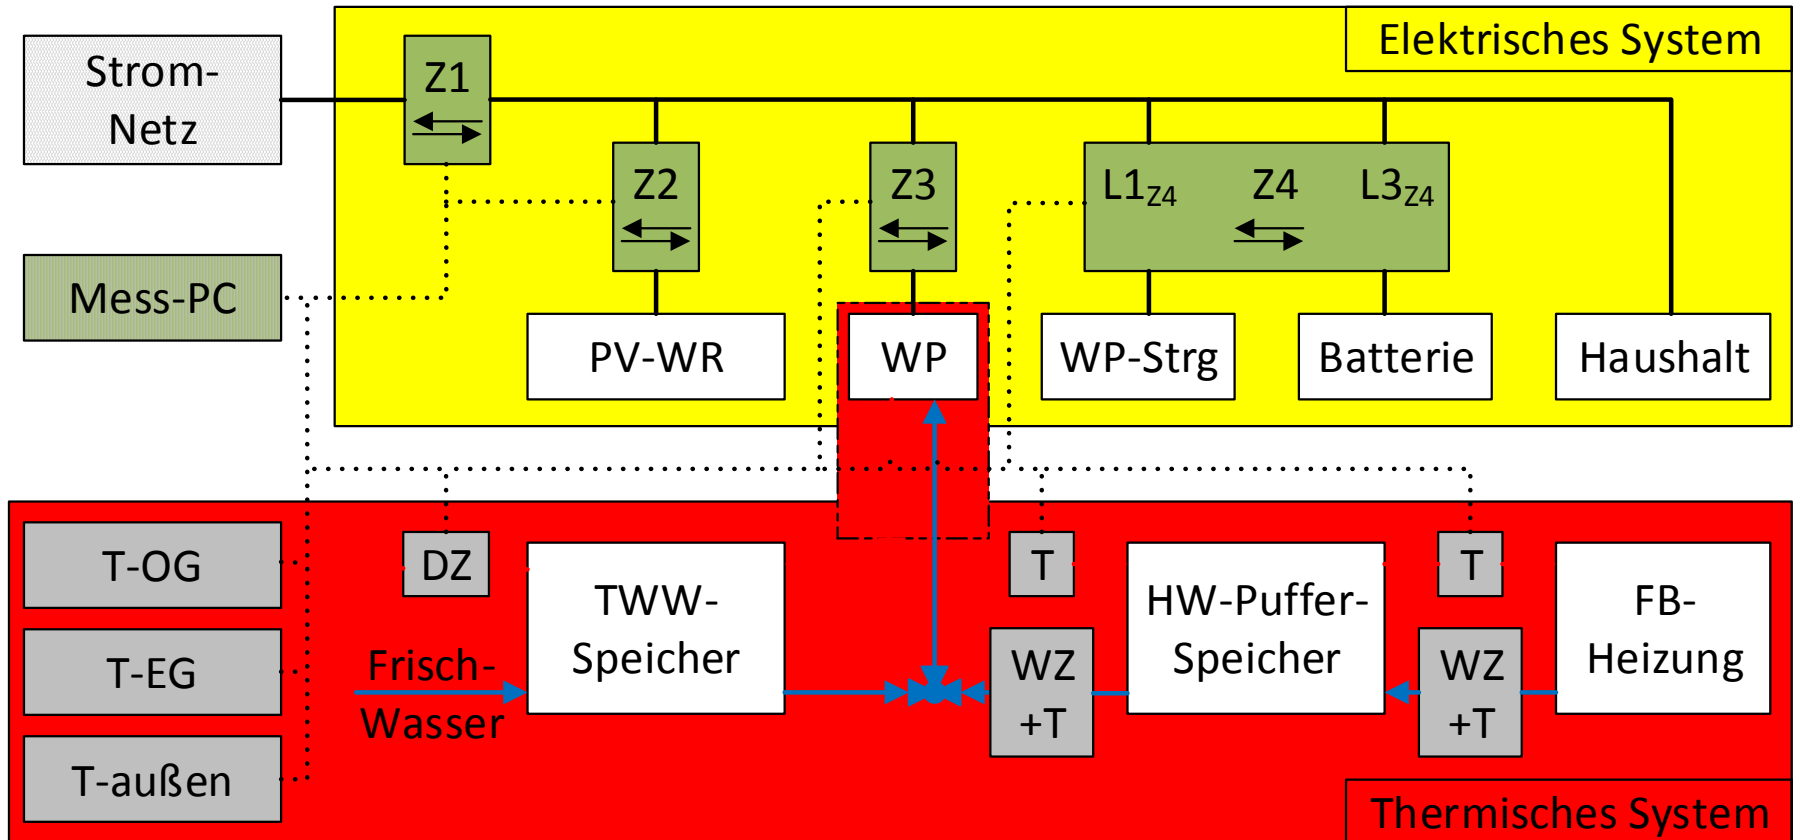 Elektrisches System
Strom-
Netz
Z1
Z2
Z3
L1Z4
Z4
L3Z4
Mess-PC
PV-WR
WP
WP-Strg
Batterie
Haushalt
T-OG
DZ
TWW-
Speicher
T
HW-Puffer-
Speicher
T
FB-
Heizung
T-EG
Frisch-
Wasser
WZ
+T
WZ
+T
T-außen
Thermisches System